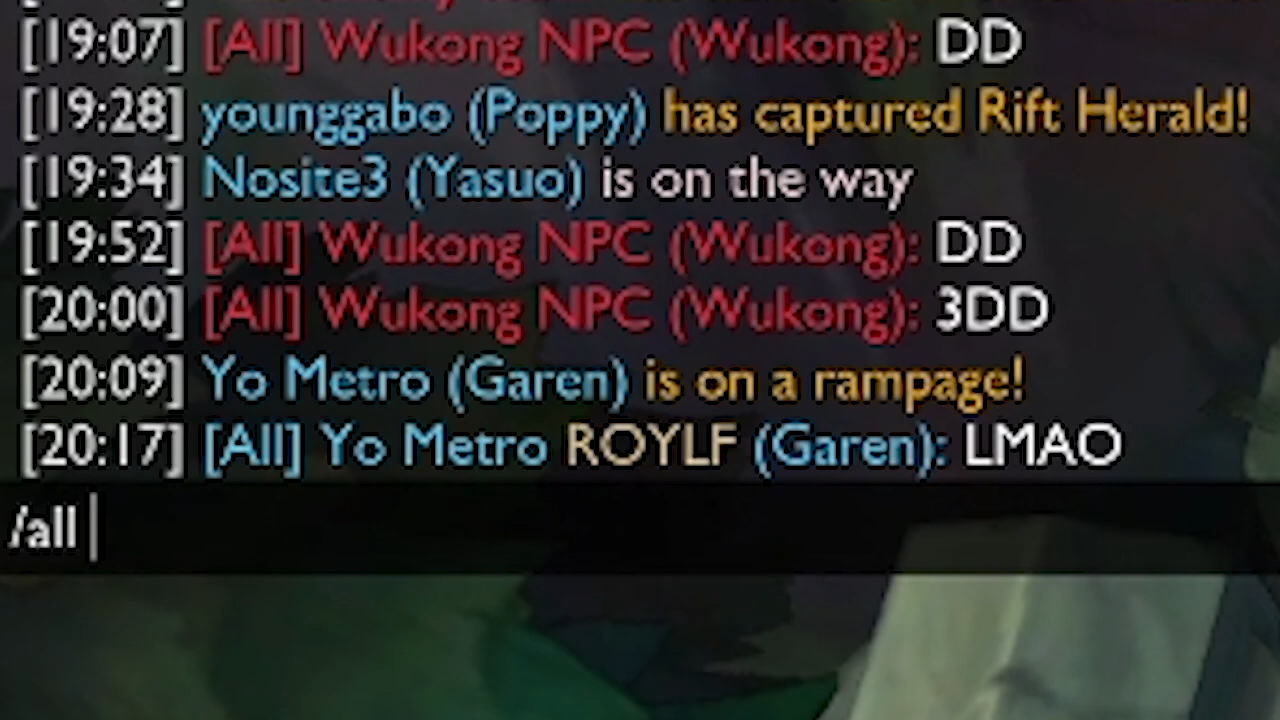 [19:07] [All] Wukong NPC (Wukong): DD
[19:28] younggabo (Poppy) has captured Rift Herald!
[19:34] Nosite3 (Yasuo) is on the way
[19:52] [All] Wukong NPC (Wukong): DD
[20:00] [All] Wukong NPC (Wukong): 3DD
[20:09] Yo Metro (Garen) is on a rampage!
[20:17] [All] Yo Metro ROYLF (Garen): LMAO
/all